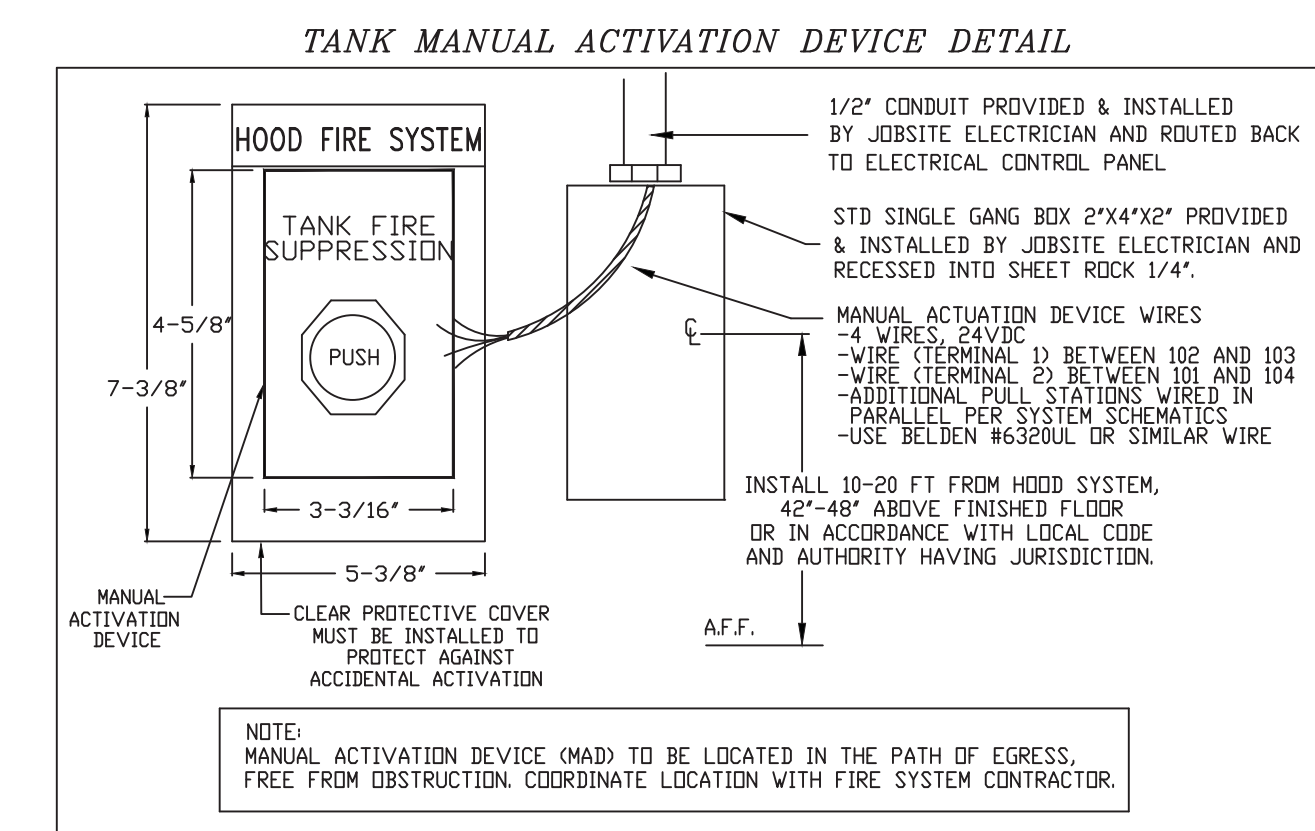 TANK MANUAL ACTIVATION DEVICE DETAIL
HOOD FIRE SYSTEM
TANK FIRE
SUPPRESSION
PUSH
4-5/8"
7-3/8"
3-3/16"
5-3/8"
MANUAL
ACTIVATION
DEVICE
CLEAR PROTECTIVE COVER
MUST BE INSTALLED TO
PROTECT AGAINST
ACCIDENTAL ACTIVATION
1/2" CONDUIT PROVIDED & INSTALLED
BY JOBSITE ELECTRICIAN AND ROUTED BACK
TO ELECTRICAL CONTROL PANEL
STD SINGLE GANG BOX 2"X4"X2" PROVIDED
& INSTALLED BY JOBSITE ELECTRICIAN AND
RECESSED INTO SHEET ROCK 1/4".
MANUAL ACTUATION DEVICE WIRES
-4 WIRES, 24VDC
-WIRE (TERMINAL 1) BETWEEN 102 AND 103
-WIRE (TERMINAL 2) BETWEEN 101 AND 104
-ADDITIONAL PULL STATIONS WIRED IN
PARALLEL PER SYSTEM SCHEMATICS
-USE BELDEN #6320UL OR SIMILAR WIRE
℄
INSTALL 10-20 FT FROM HOOD SYSTEM,
42"-48" ABOVE FINISHED FLOOR
OR IN ACCORDANCE WITH LOCAL CODE
AND AUTHORITY HAVING JURISDICTION.
A.F.F.
NOTE:
MANUAL ACTIVATION DEVICE (MAD) TO BE LOCATED IN THE PATH OF EGRESS,
FREE FROM OBSTRUCTION. COORDINATE LOCATION WITH FIRE SYSTEM CONTRACTOR.